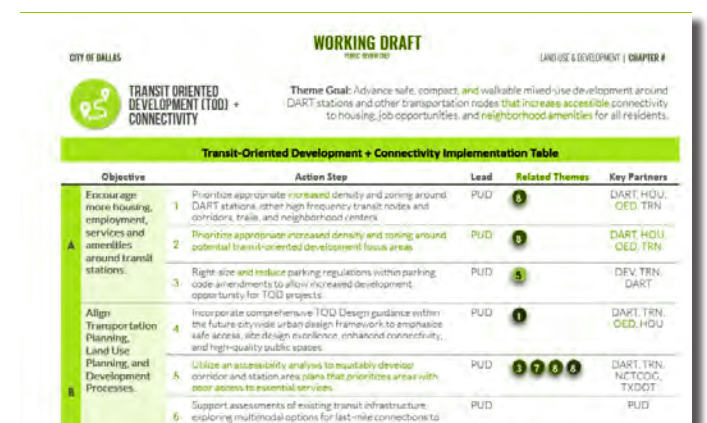 WORKING DRAFT
CITY OF DALLAS
LAND USE & DEVELOPMENT | CHAPTER #
TRANSIT ORIENTED
DEVELOPMENT (TOD) +
CONNECTIVITY
Theme Goal: Advance safe, compact, and walkable mixed-use development around
DART stations and other transportation nodes that increase accessible connectivity
to housing, job opportunities, and neighborhood amenities for all residents.
Transit-Oriented Development + Connectivity Implementation Table
Objective Action Step Lead Related Themes Key Partners
A
Encourage
more housing,
employment,
services and
amenities
around transit
stations.
1 Prioritize appropriate increased density and zoning around PUD DART, HOU,
DART stations, other high frequency transit nodes and OED, TRN
corridors, trails, and neighborhood centers.
2 Prioritize appropriate increased density and zoning around PUD DART, HOU,
potential transit-oriented development focus areas OED, TRN
3 Right-size and reduce parking regulations within parking PUD 5 DEV, TRN,
code amendments to allow increased development DART
opportunity for TOD projects.
B
Align
Transportation
Planning,
Land Use
Planning, and
Development
Processes.
4 Incorporate comprehensive TOD Design guidance within PUD 1 DART, TRN,
the future citywide urban design framework to emphasize OED, HOU
safe access, site design excellence, enhanced connectivity,
and high-quality public spaces.
5 Utilize an accessibility analysis to equitably develop PUD 3 7 DART, TRN,
corridor and station area plans that prioritizes areas with NCTCOG,
poor access to essential services. TXDOT
6 Support assessments of existing transit infrastructure, PUD PUD
exploring multimodal options for last-mile connections to